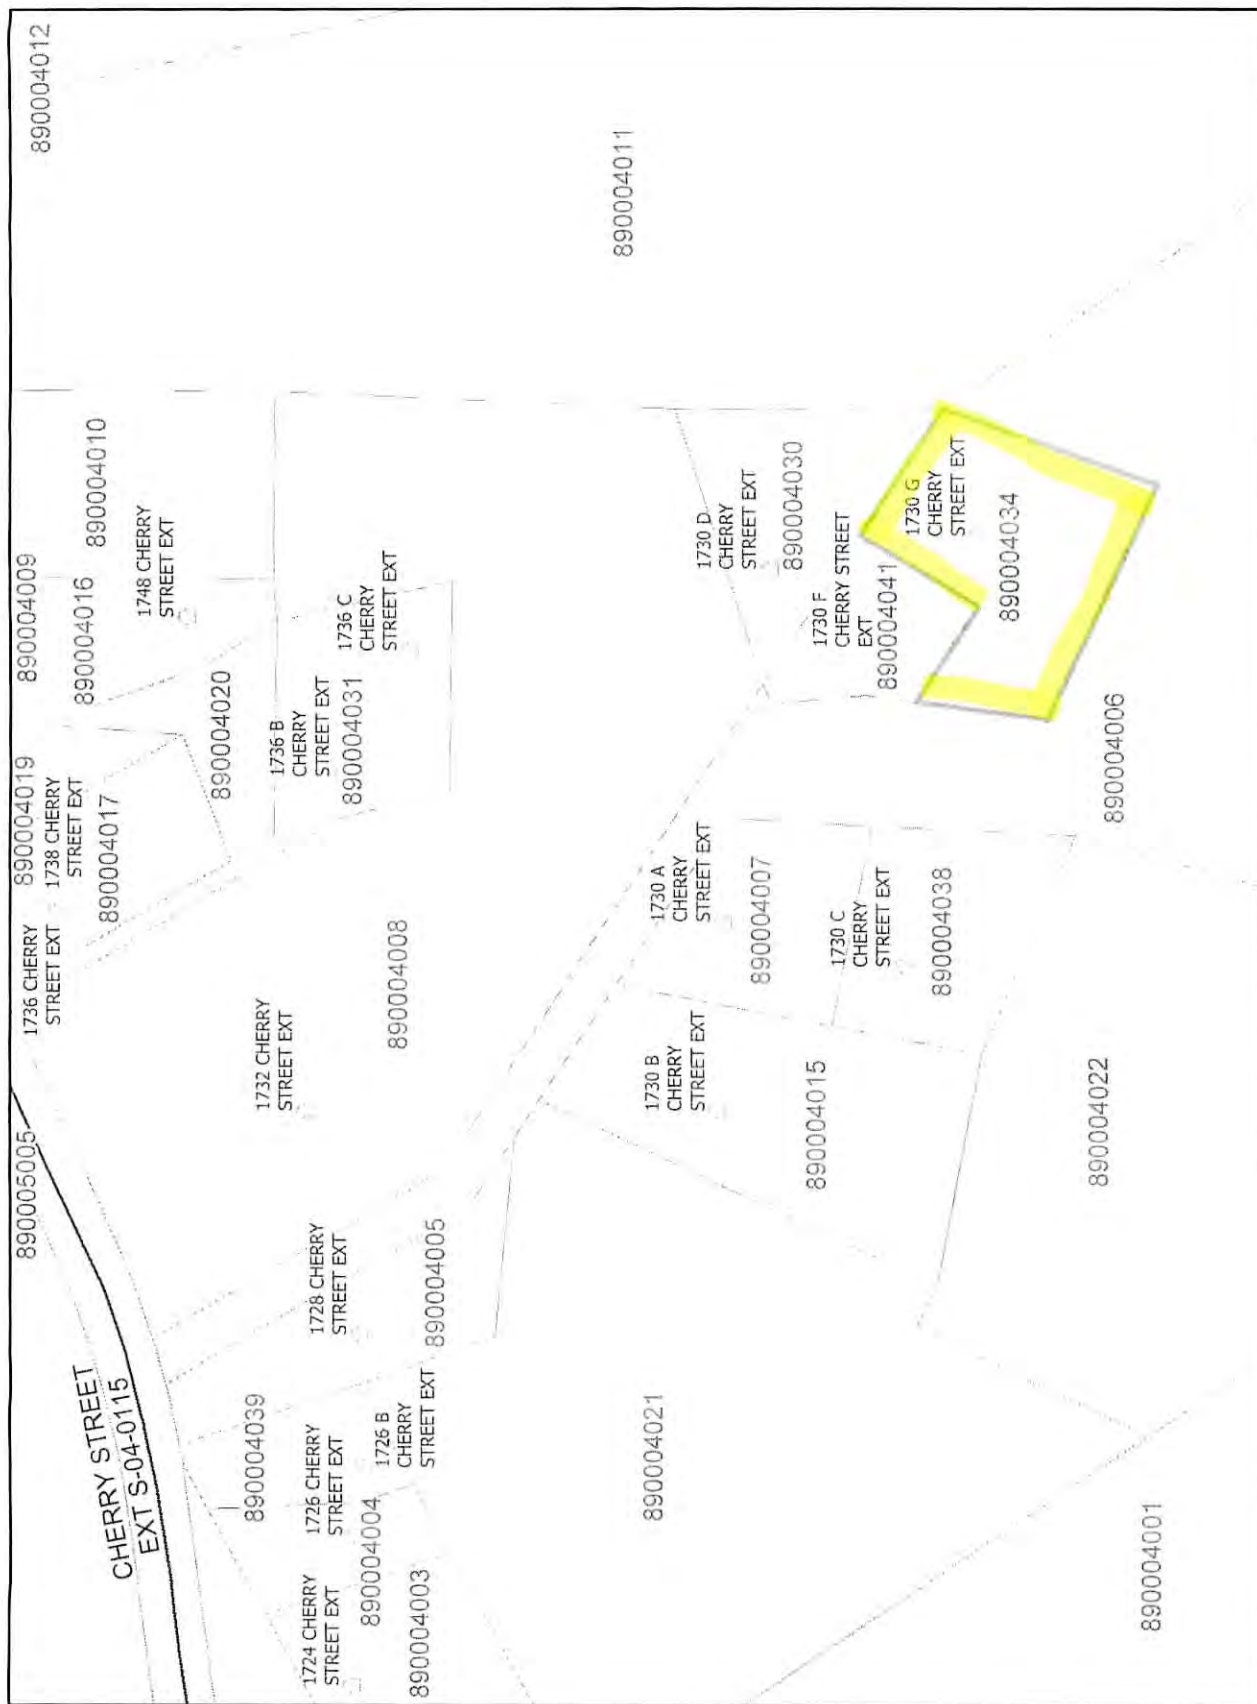 890005005
1736 CHERRY
STREET EXT
890004019
1738 CHERRY
STREET EXT
890004017
890004009
890004016
890004010
1748 CHERRY
STREET EXT
890004012
CHERRY STREET
EXT S-04-0115
890004020
1736 B
CHERRY
STREET EXT
890004031
1736 C
CHERRY
STREET EXT
890004039
1732 CHERRY
STREET EXT
890004008
1724 CHERRY
STREET EXT
1726 CHERRY
STREET EXT
890004004
890004003
1726 B
CHERRY
STREET EXT
1728 CHERRY
STREET EXT
890004005
890004011
890004021
1730 B
CHERRY
STREET EXT
890004015
1730 A
CHERRY
STREET EXT
890004007
1730 C
CHERRY
STREET EXT
890004038
1730 D
CHERRY
STREET EXT
890004030
1730 F
CHERRY STREET
EXT
890004041
1730 G
CHERRY
STREET EXT
890004034
890004001
890004022
890004006